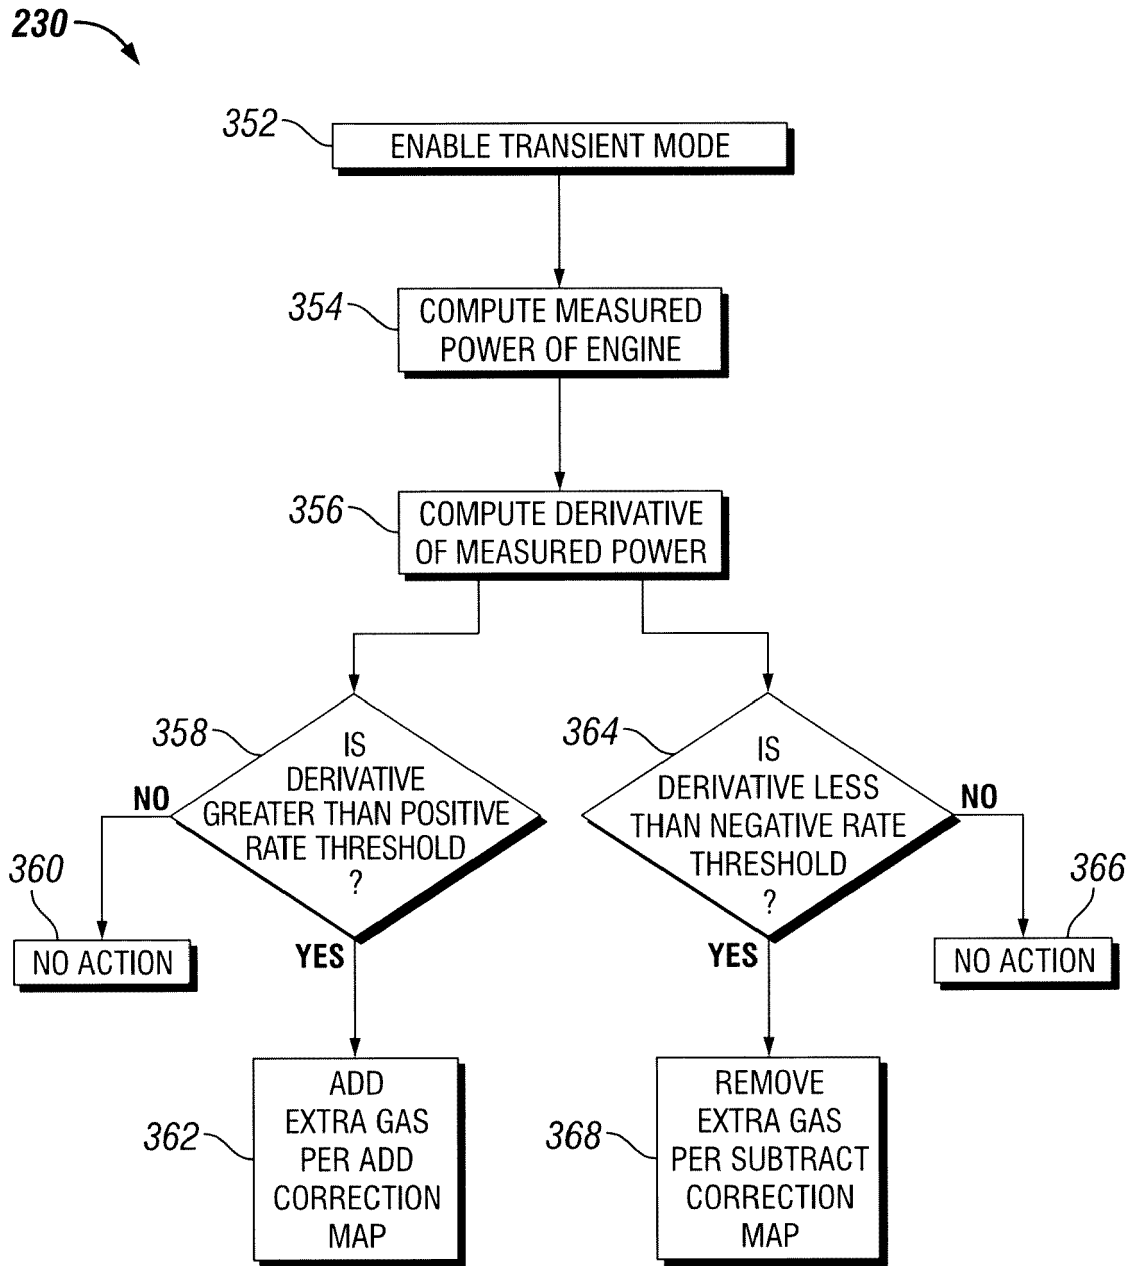 230
352
ENABLE TRANSIENT MODE
354
COMPUTE MEASURED
POWER OF ENGINE
356
COMPUTE DERIVATIVE
OF MEASURED POWER
358
IS
DERIVATIVE
GREATER THAN POSITIVE
RATE THRESHOLD
?
364
IS
DERIVATIVE LESS
THAN NEGATIVE RATE
THRESHOLD
?
NO
NO
360
NO ACTION
YES
YES
366
NO ACTION
362
ADD
EXTRA GAS
PER ADD
CORRECTION
MAP
368
REMOVE
EXTRA GAS
PER SUBTRACT
CORRECTION
MAP